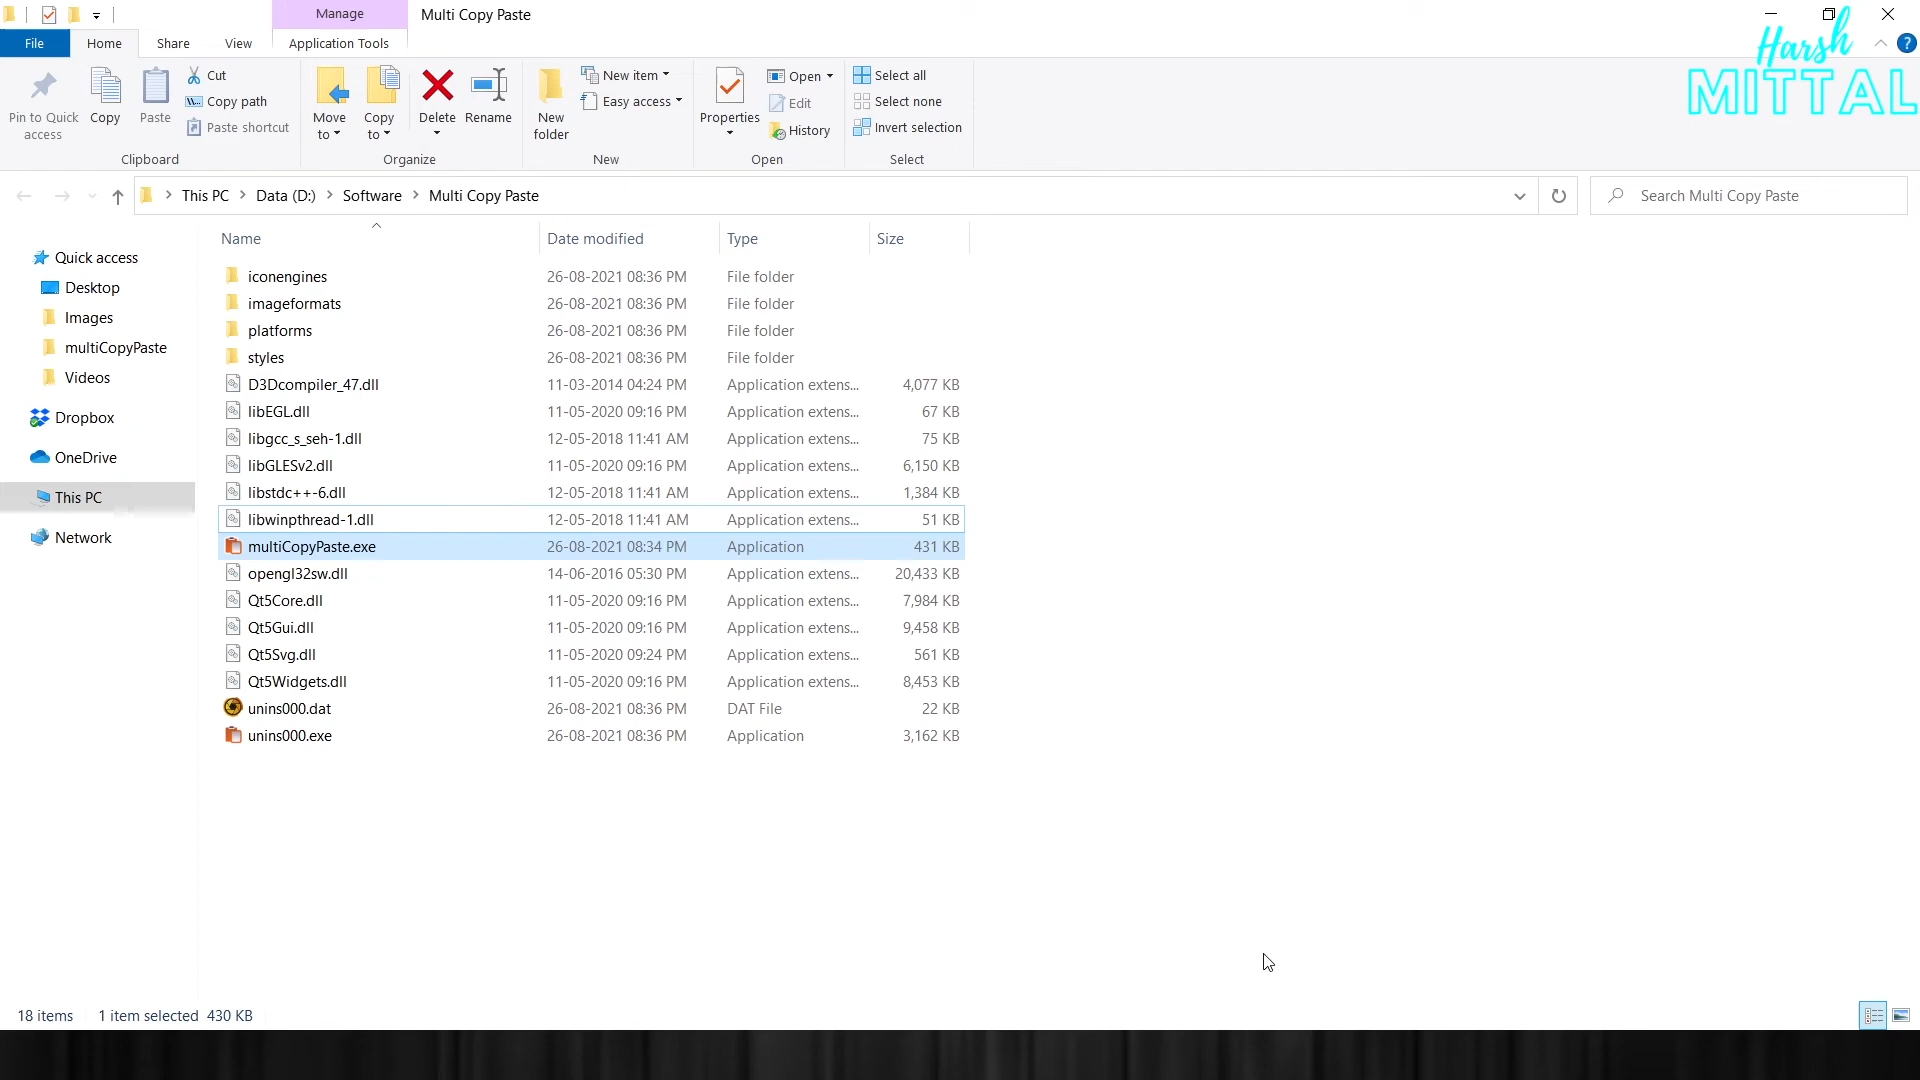 Manage
Multi Copy Paste
File
Home
Share
View
Application Tools
Harsh
MITTAL
Pin to Quick access
Copy
Paste
Cut
Copy path
Paste shortcut
Clipboard
Move to
Copy to
Delete
Rename
Organize
New folder
New item
Easy access
New
Properties
Open
Edit
History
Open
Select all
Select none
Invert selection
Select
This PC > Data (D:) > Software > Multi Copy Paste
Search Multi Copy Paste
Quick access
Desktop
Images
multiCopyPaste
Videos
Dropbox
OneDrive
This PC
Network
Name Date modified Type Size
iconengines 26-08-2021 08:36 PM File folder
imageformats 26-08-2021 08:36 PM File folder
platforms 26-08-2021 08:36 PM File folder
styles 26-08-2021 08:36 PM File folder
D3Dcompiler_47.dll 11-03-2014 04:24 PM Application extens... 4,077 KB
libEGL.dll 11-05-2020 09:16 PM Application extens... 67 KB
libgcc_s_seh-1.dll 12-05-2018 11:41 AM Application extens... 75 KB
libGLESv2.dll 11-05-2020 09:16 PM Application extens... 6,150 KB
libstdc++-6.dll 12-05-2018 11:41 AM Application extens... 1,384 KB
libwinpthread-1.dll 12-05-2018 11:41 AM Application extens... 51 KB
multiCopyPaste.exe 26-08-2021 08:34 PM Application 431 KB
opengl32sw.dll 14-06-2016 05:30 PM Application extens... 20,433 KB
Qt5Core.dll 11-05-2020 09:16 PM Application extens... 7,984 KB
Qt5Gui.dll 11-05-2020 09:16 PM Application extens... 9,458 KB
Qt5Svg.dll 11-05-2020 09:24 PM Application extens... 561 KB
Qt5Widgets.dll 11-05-2020 09:16 PM Application extens... 8,453 KB
unins000.dat 26-08-2021 08:36 PM DAT File 22 KB
unins000.exe 26-08-2021 08:36 PM Application 3,162 KB
18 items 1 item selected 430 KB